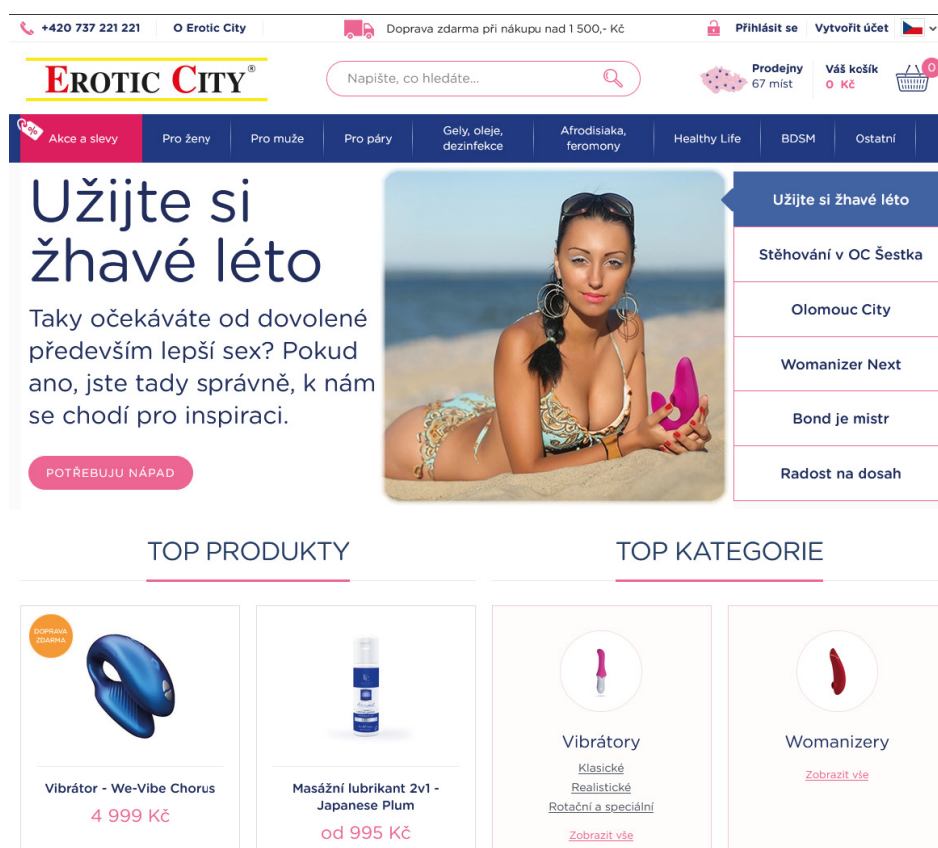 +420 737 221 221
O Erotic City
Doprava zdarma při nákupu nad 1 500,- Kč
Přihlásit se
Vytvořit účet
EROTIC CITY®
Napište, co hledáte...
Prodejny
67 míst
Váš košík
0 Kč
0
%
Akce a slevy
Pro ženy
Pro muže
Pro páry
Gely, oleje,
dezinfekce
Afrodisiaka,
feromony
Healthy Life
BDSM
Ostatní
Užijte si
žhavé léto
Taky očekáváte od dovolené
především lepší sex? Pokud
ano, jste tady správně, k nám
se chodí pro inspiraci.
POTŘEBUJU NÁPAD
Užijte si žhavé léto
Stěhování v OC Šestka
Olomouc City
Womanizer Next
Bond je mistr
Radost na dosah
TOP PRODUKTY
TOP KATEGORIE
DOPRAVA
ZDARMA
Vibrátor - We-Vibe Chorus
4 999 Kč
Masážní lubrikant 2v1 -
Japanese Plum
od 995 Kč
Vibrátory
Klasické
Realistické
Rotační a speciální
Zobrazit vše
Womanizery
Zobrazit vše